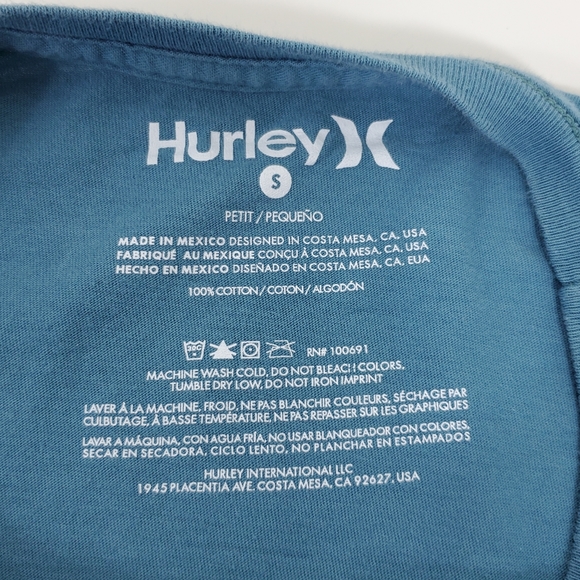 Hurley
S
PETIT / PEQUEÑO
MADE IN MEXICO DESIGNED IN COSTA MESA, CA, USA
FABRIQUÉ AU MEXIQUE CONÇU À COSTA MESA, CA, USA
HECHO EN MEXICO DISEÑADO EN COSTA MESA, CA, EUA
100% COTTON / COTON / ALGODÓN
30C RN# 100691
MACHINE WASH COLD, DO NOT BLEACH COLORS,
TUMBLE DRY LOW, DO NOT IRON IMPRINT
LAVER À LA MACHINE, FROID, NE PAS BLANCHIR COULEURS, SÉCHAGE PAR
CULBUTAGE, À BASSE TEMPÉRATURE, NE PAS REPASSER SUR LES GRAPHIQUES
LAVAR A MÁQUINA, CON AGUA FRÍA, NO USAR BLANQUEADOR CON COLORES,
SECAR EN SECADORA, CICLO LENTO, NO PLANCHAR EN ESTAMPADOS
HURLEY INTERNATIONAL LLC
1945 PLACENTIA AVE. COSTA MESA, CA 92627, USA